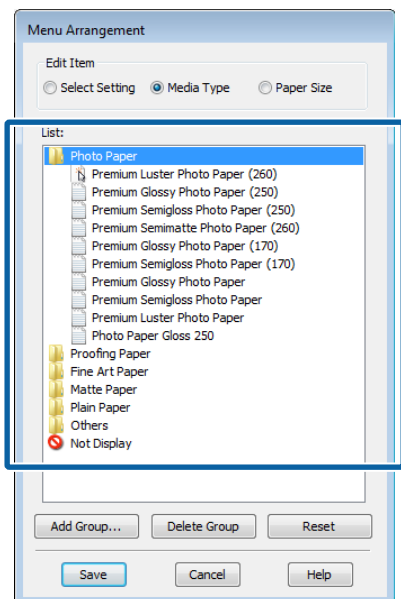 Menu Arrangement
Edit Item
Select Setting Media Type Paper Size
List:
Photo Paper
Premium Luster Photo Paper (260)
Premium Glossy Photo Paper (250)
Premium Semigloss Photo Paper (250)
Premium Semimatte Photo Paper (260)
Premium Glossy Photo Paper (170)
Premium Semigloss Photo Paper (170)
Premium Glossy Photo Paper
Premium Semigloss Photo Paper
Premium Luster Photo Paper
Photo Paper Gloss 250
Proofing Paper
Fine Art Paper
Matte Paper
Plain Paper
Others
Not Display
Add Group... Delete Group Reset
Save Cancel Help